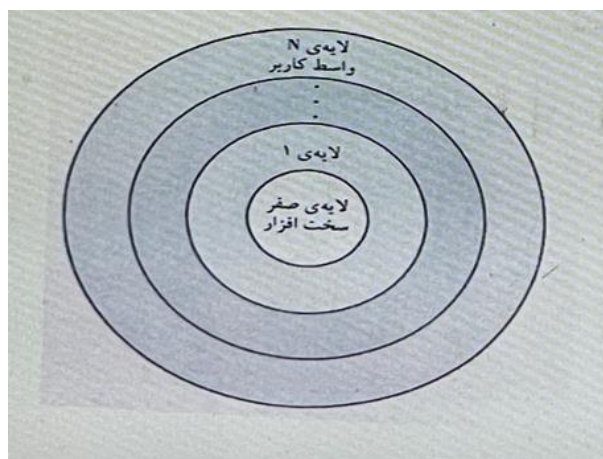 لایه‌ی N
واسط کاربر
لایه‌ی ۱
لایه‌ی صفر
سخت افزار